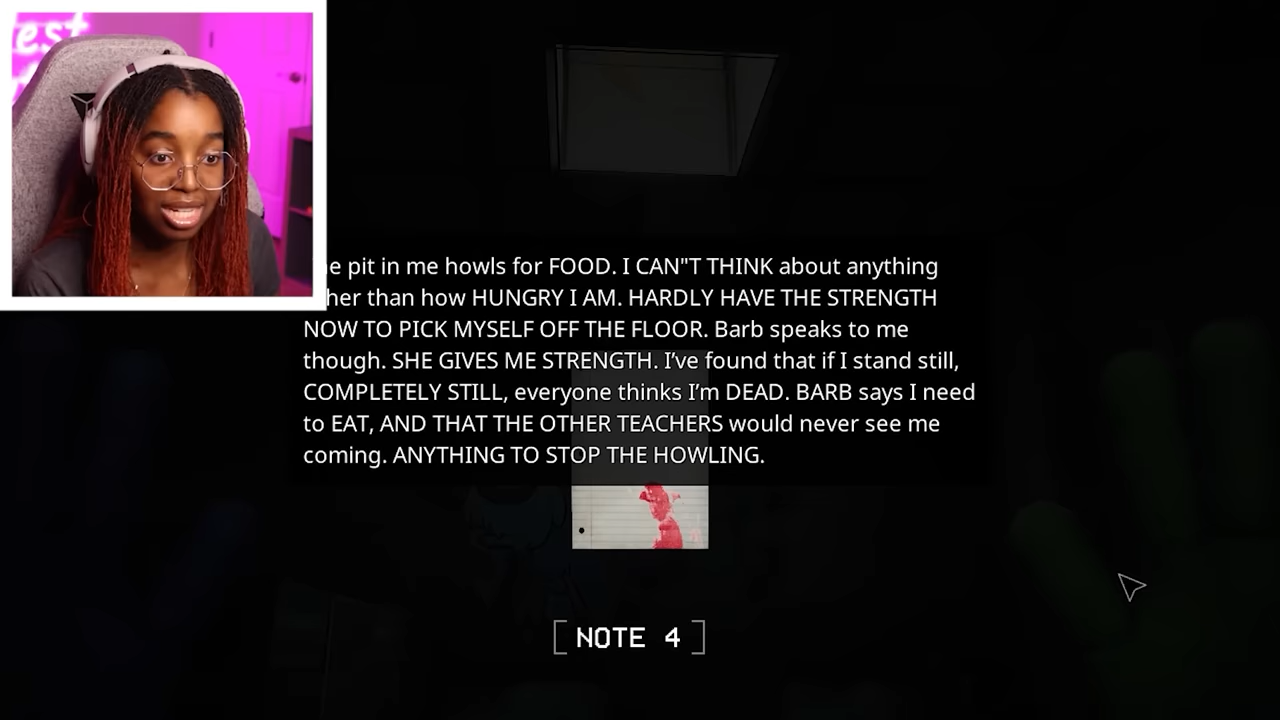 est
pit in me howls for FOOD. I CAN"T THINK about anything
than how HUNGRY I AM. HARDLY HAVE THE STRENGTH
NOW TO PICK MYSELF OFF THE FLOOR. Barb speaks to me
though. SHE GIVES ME STRENGTH. I’ve found that if I stand still,
COMPLETELY STILL, everyone thinks I’m DEAD. BARB says I need
to EAT, AND THAT THE OTHER TEACHERS would never see me
coming. ANYTHING TO STOP THE HOWLING.
[ NOTE 4 ]